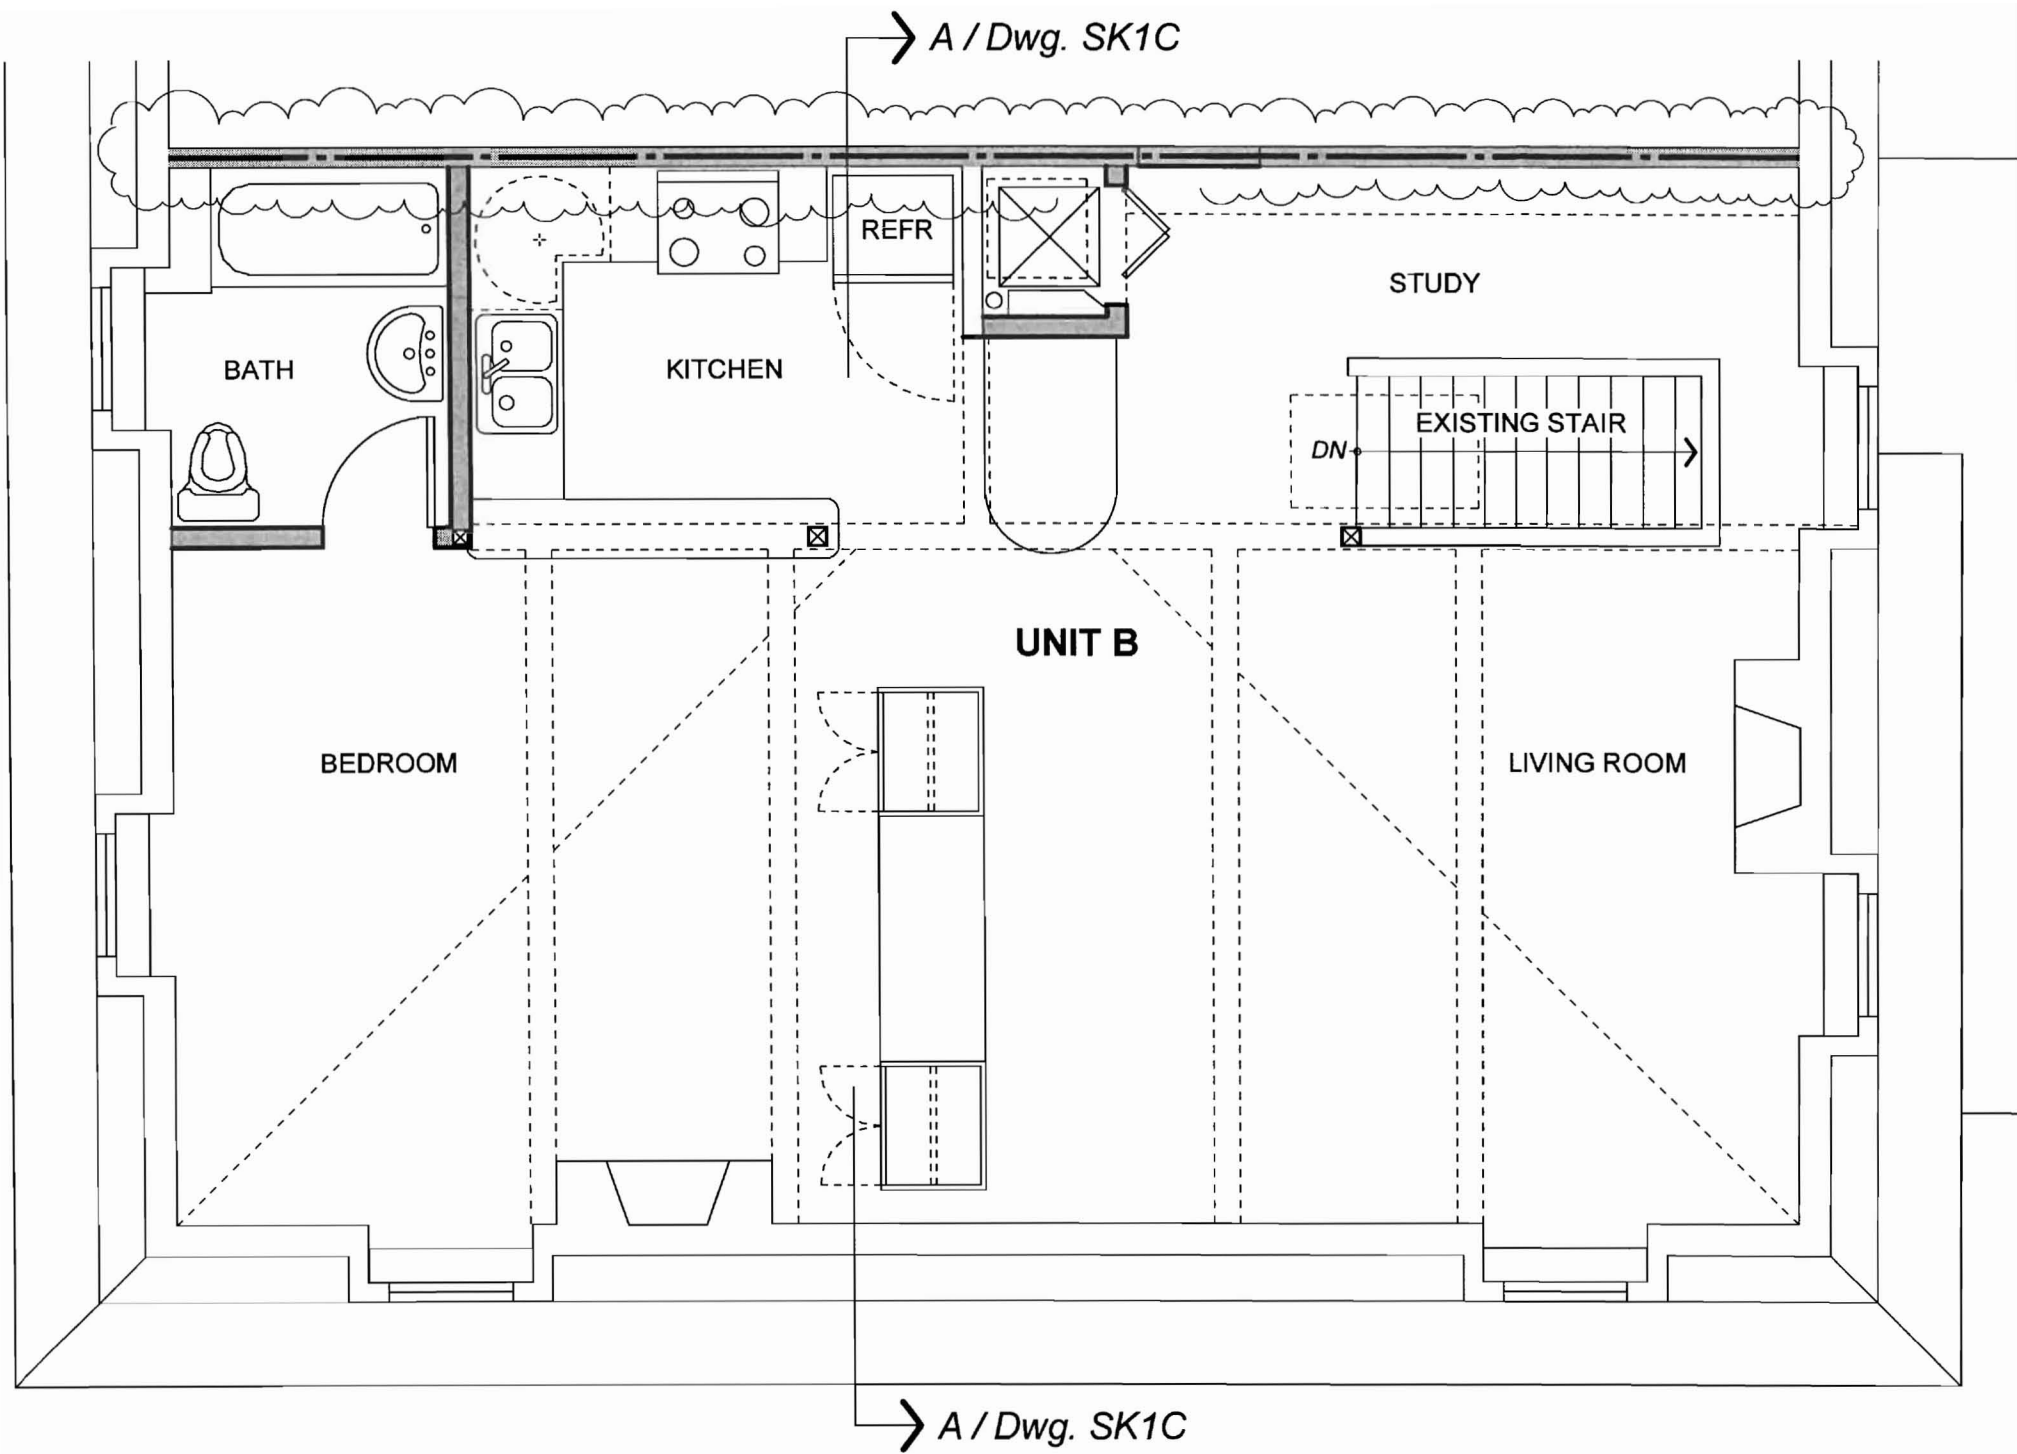 A / Dwg. SK1C
REFR
STUDY
BATH
KITCHEN
EXISTING STAIR
DN
UNIT B
BEDROOM
LIVING ROOM
A / Dwg. SK1C